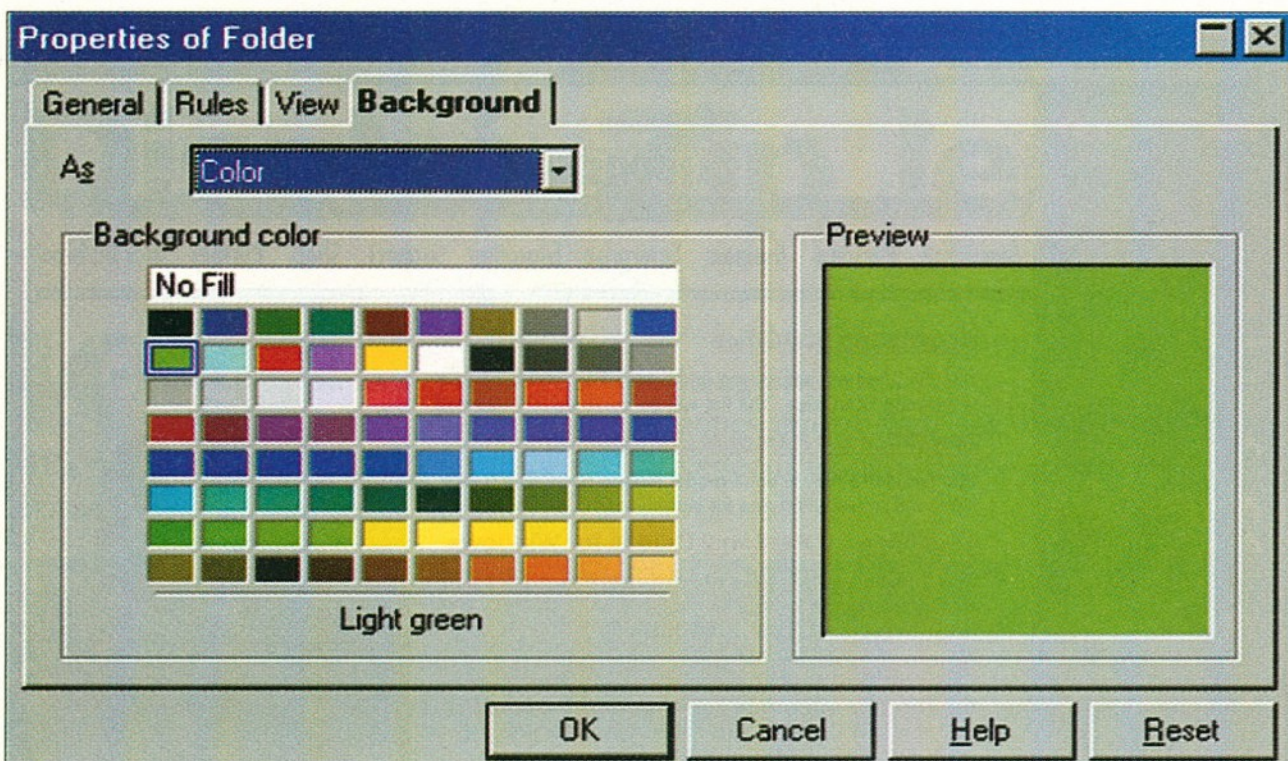 Properties of Folder
General Rules View Background
As Color
Background color
Preview
No Fill
Light green
OK Cancel Help Reset